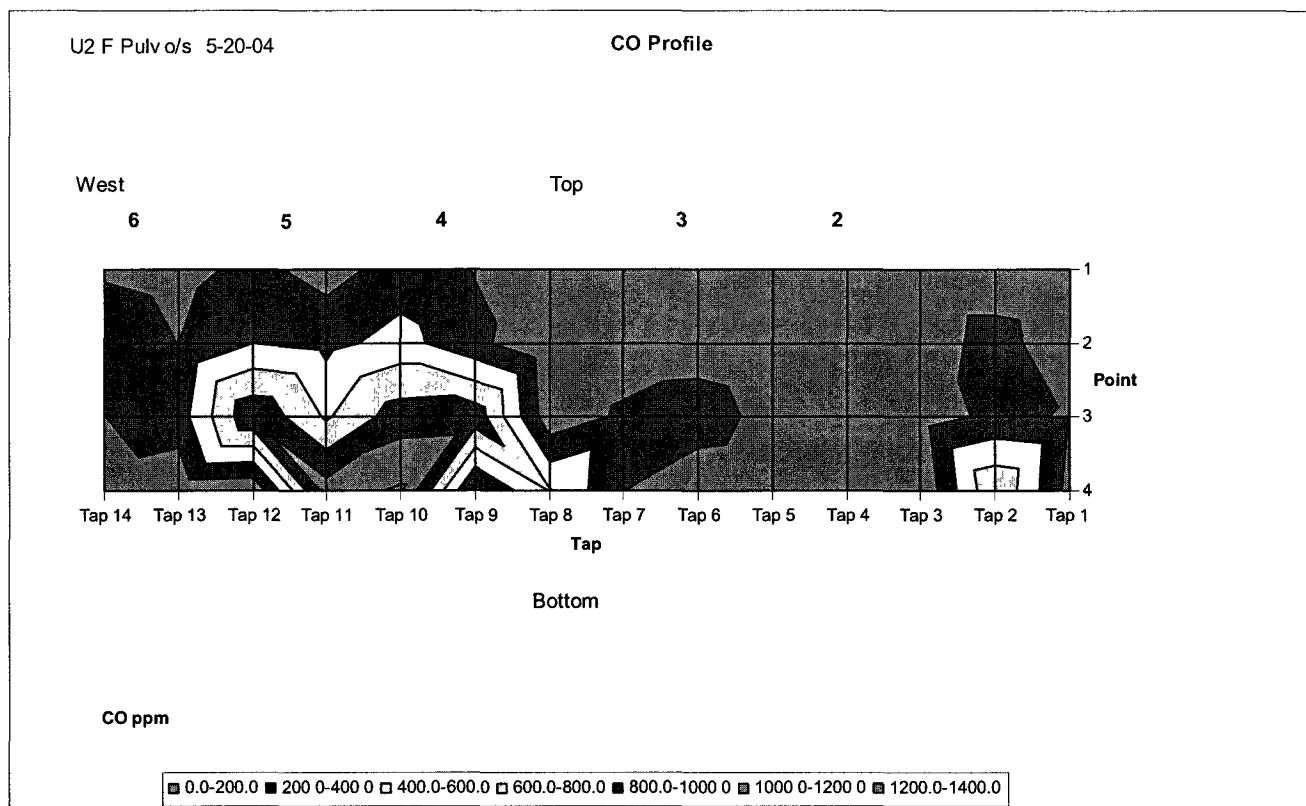 U2 F Pulv o/s 5-20-04 CO Profile
West Top
6 5 4 3 2
1
2
Point
3
4
Tap 14 Tap 13 Tap 12 Tap 11 Tap 10 Tap 9 Tap 8 Tap 7 Tap 6 Tap 5 Tap 4 Tap 3 Tap 2 Tap 1
Tap
Bottom
CO ppm
0.0-200.0 200 0-400 0 400.0-600.0 600.0-800.0 800.0-1000 0 1000 0-1200 0 1200.0-1400.0